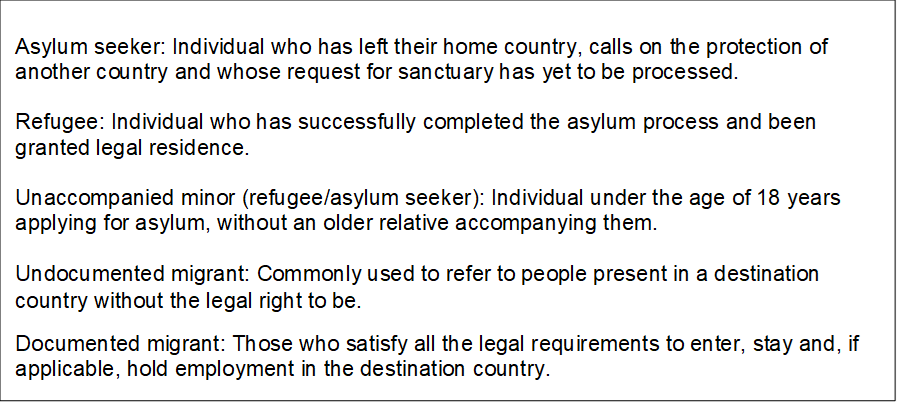 Asylum seeker: Individual who has left their home country, calls on the protection of
another country and whose request for sanctuary has yet to be processed.
Refugee: Individual who has successfully completed the asylum process and been
granted legal residence.
Unaccompanied minor (refugee/asylum seeker): Individual under the age of 18 years
applying for asylum, without an older relative accompanying them.
Undocumented migrant: Commonly used to refer to people present in a destination
country without the legal right to be.
Documented migrant: Those who satisfy all the legal requirements to enter, stay and, if
applicable, hold employment in the destination country.